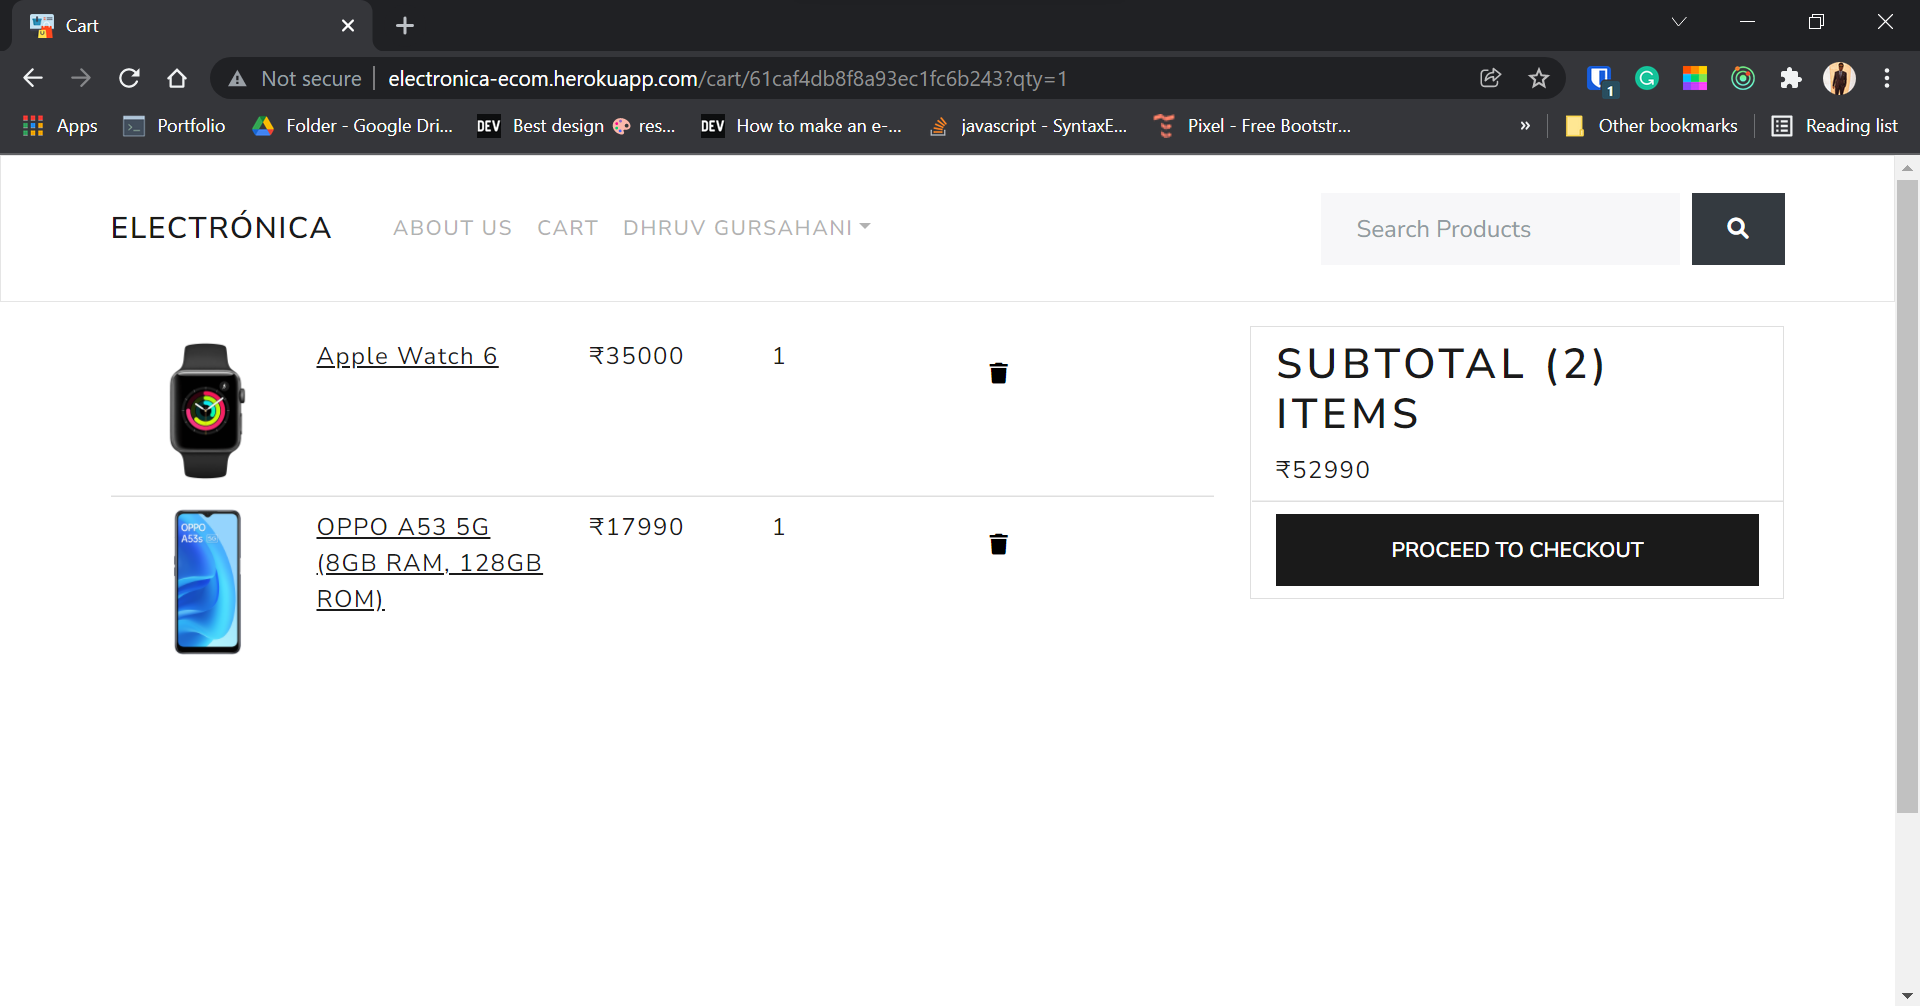 Cart
Not secure electronica-ecom.herokuapp.com/cart/61caf4db8f8a93ec1fc6b243?qty=1
1
Apps Portfolio Folder - Google Dri... DEV Best design 🎨 res... DEV How to make an e-... javascript - SyntaxE... Pixel - Free Bootstr... » Other bookmarks Reading list
ELECTRÓNICA ABOUT US CART DHRUV GURSAHANI Search Products
Apple Watch 6 ₹35000 1
OPPO A53 5G ₹17990 1
(8GB RAM, 128GB
ROM)
OPPO
A53s 5G
SUBTOTAL (2)
ITEMS
₹52990
PROCEED TO CHECKOUT